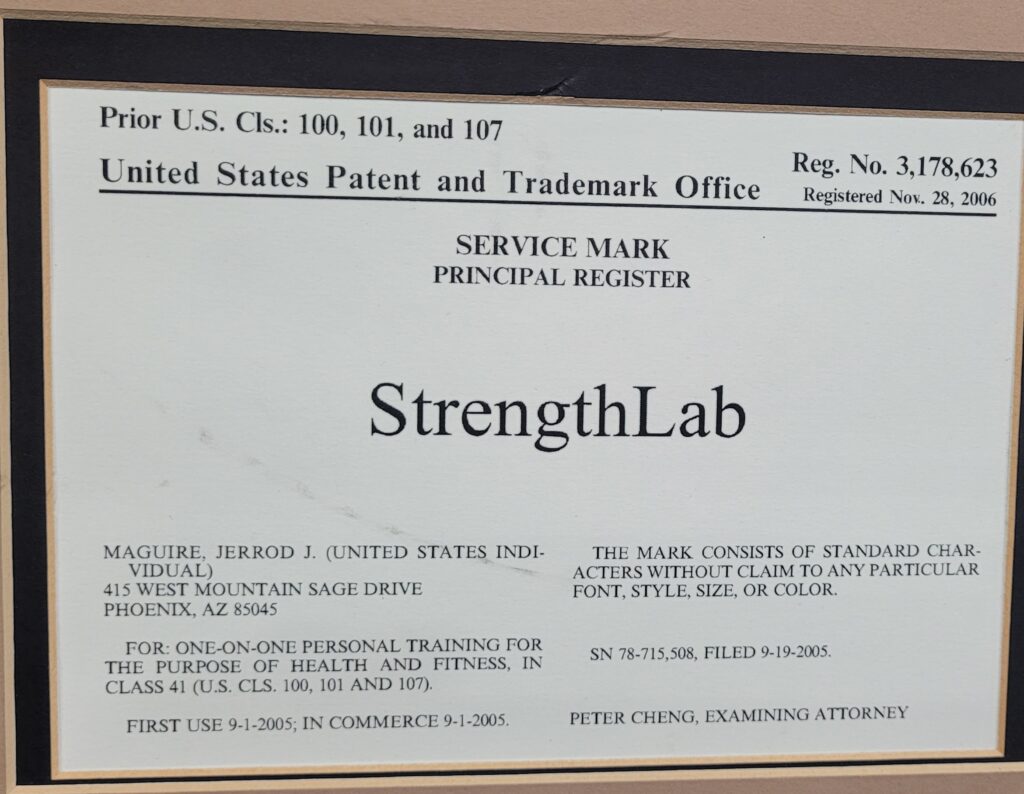 Prior U.S. Cls.: 100, 101, and 107
United States Patent and Trademark Office
Reg. No. 3,178,623
Registered Nov. 28, 2006
SERVICE MARK
PRINCIPAL REGISTER
StrengthLab
MAGUIRE, JERROD J. (UNITED STATES INDI-
VIDUAL)
415 WEST MOUNTAIN SAGE DRIVE
PHOENIX, AZ 85045
FOR: ONE-ON-ONE PERSONAL TRAINING FOR
THE PURPOSE OF HEALTH AND FITNESS, IN
CLASS 41 (U.S. CLS. 100, 101 AND 107).
FIRST USE 9-1-2005; IN COMMERCE 9-1-2005.
THE MARK CONSISTS OF STANDARD CHAR-
ACTERS WITHOUT CLAIM TO ANY PARTICULAR
FONT, STYLE, SIZE, OR COLOR.
SN 78-715,508, FILED 9-19-2005.
PETER CHENG, EXAMINING ATTORNEY